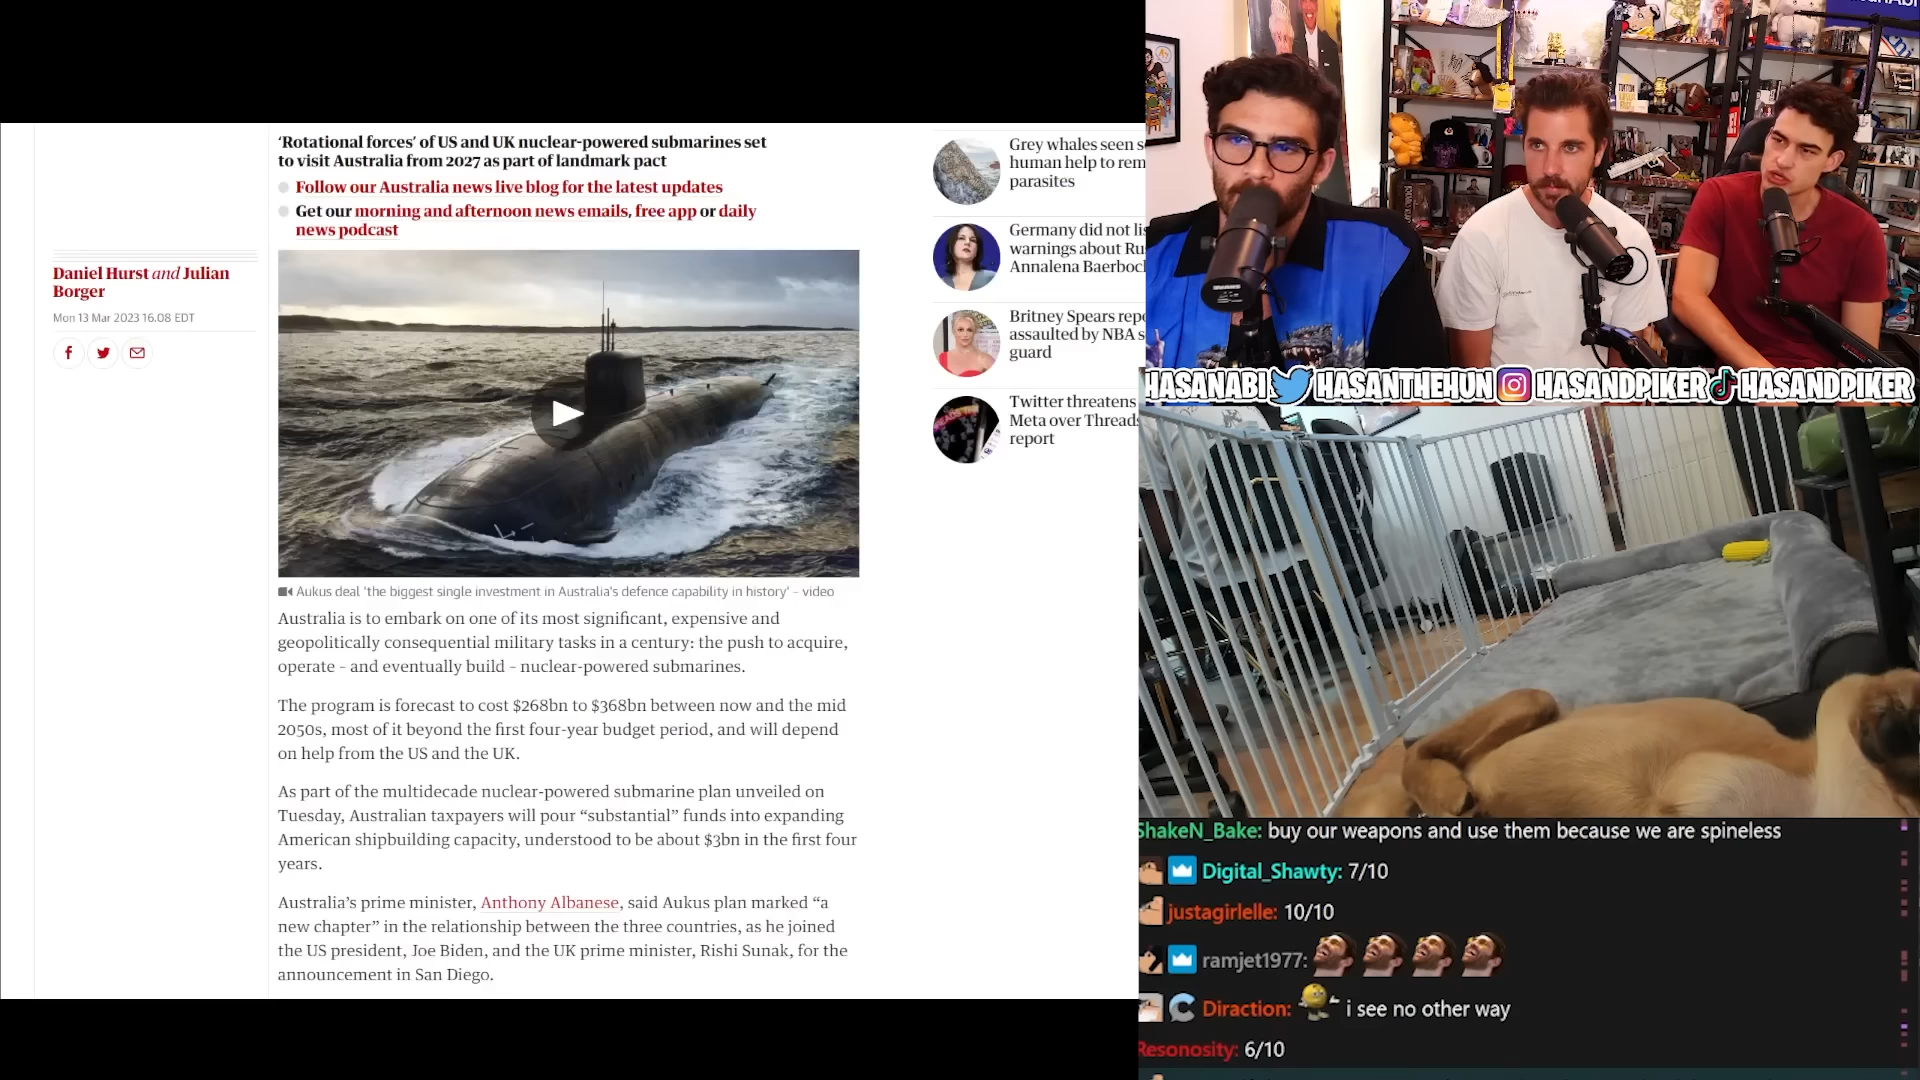 ‘Rotational forces’ of US and UK nuclear-powered submarines set
to visit Australia from 2027 as part of landmark pact
Follow our Australia news live blog for the latest updates
Get our morning and afternoon news emails, free app or daily
news podcast
Daniel Hurst and Julian
Borger
Mon 13 Mar 2023 16.08 EDT
Aukus deal 'the biggest single investment in Australia's defence capability in history' – video
Australia is to embark on one of its most significant, expensive and
geopolitically consequential military tasks in a century: the push to acquire,
operate – and eventually build – nuclear-powered submarines.
The program is forecast to cost $268bn to $368bn between now and the mid
2050s, most of it beyond the first four-year budget period, and will depend
on help from the US and the UK.
As part of the multidecade nuclear-powered submarine plan unveiled on
Tuesday, Australian taxpayers will pour “substantial” funds into expanding
American shipbuilding capacity, understood to be about $3bn in the first four
years.
Australia’s prime minister, Anthony Albanese, said Aukus plan marked “a
new chapter” in the relationship between the three countries, as he joined
the US president, Joe Biden, and the UK prime minister, Rishi Sunak, for the
announcement in San Diego.
Grey whales seen s
human help to rem
parasites
Germany did not lis
warnings about Ru
Annalena Baerboc
Britney Spears repo
assaulted by NBA s
guard
Twitter threatens
Meta over Threads
report
HASANABI HASANTHEHUN HASANDPIKER HASANDPIKER
ShakeN_Bake: buy our weapons and use them because we are spineless
Digital_Shawty: 7/10
justagirlelle: 10/10
ramjet1977:
Diraction: i see no other way
Resonosity: 6/10